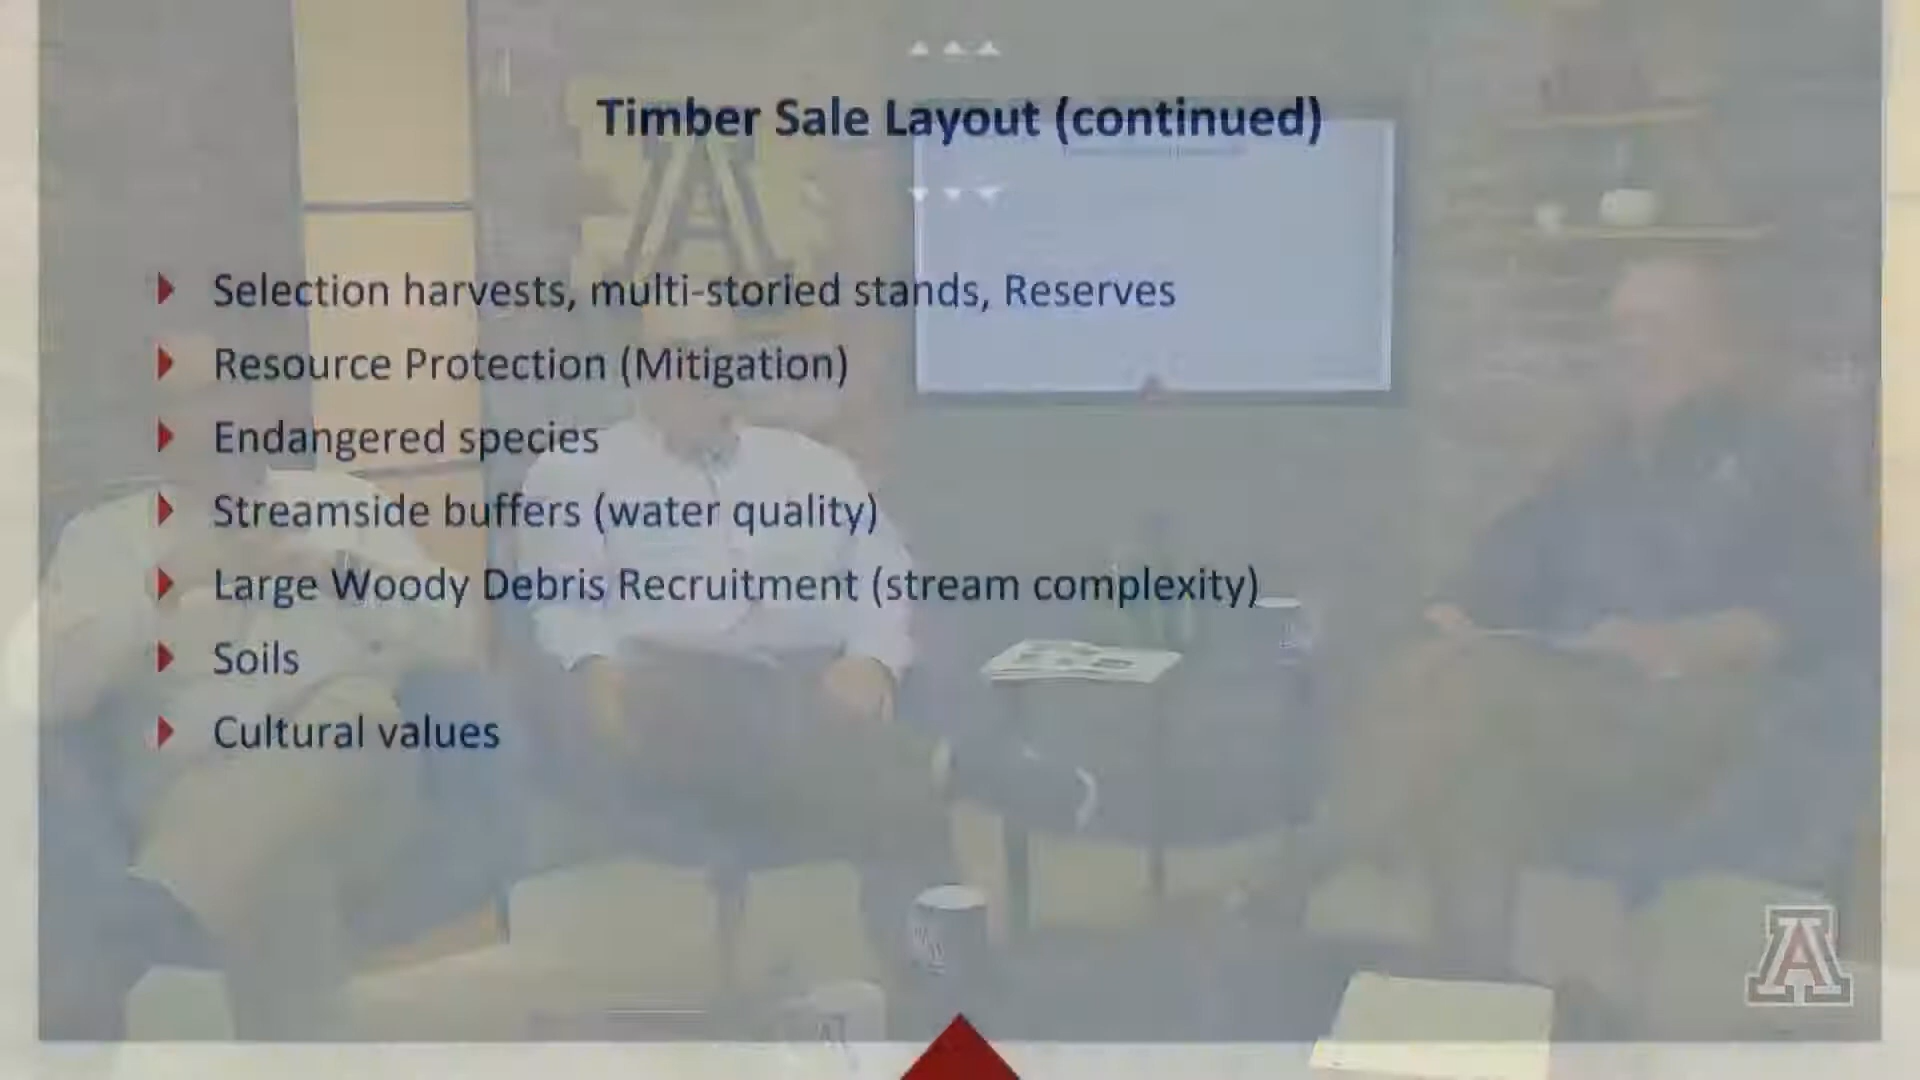 Timber Sale Layout (continued)
Selection harvests, multi-storied stands, Reserves
Resource Protection (Mitigation)
Endangered species
Streamside buffers (water quality)
Large Woody Debris Recruitment (stream complexity)
Soils
Cultural values
A
A